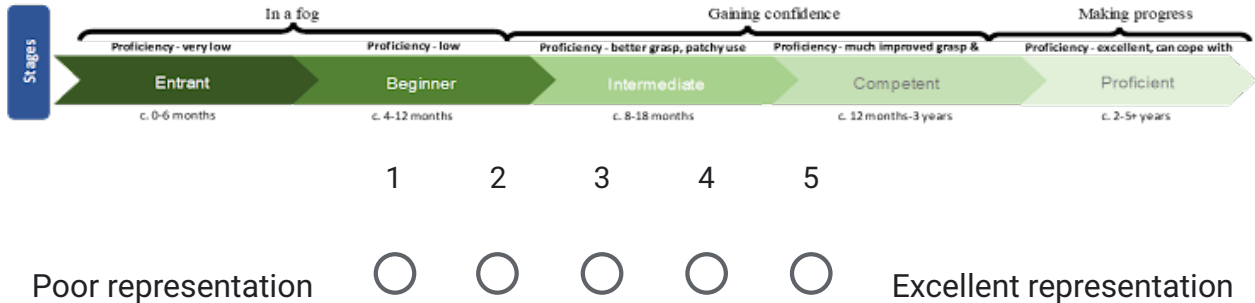 In a fog
Gaining confidence
Making progress
Stages
Proficiency - very low
Proficiency - low
Proficiency - better grasp, patchy use
Proficiency - much improved grasp &
Proficiency - excellent, can cope with
Entrant
Beginner
Intermediate
Competent
Proficient
c. 0-6 months
c. 4-12 months
c. 8-18 months
c. 12 months-3 years
c. 2-5+ years
1 2 3 4 5
Poor representation
Excellent representation